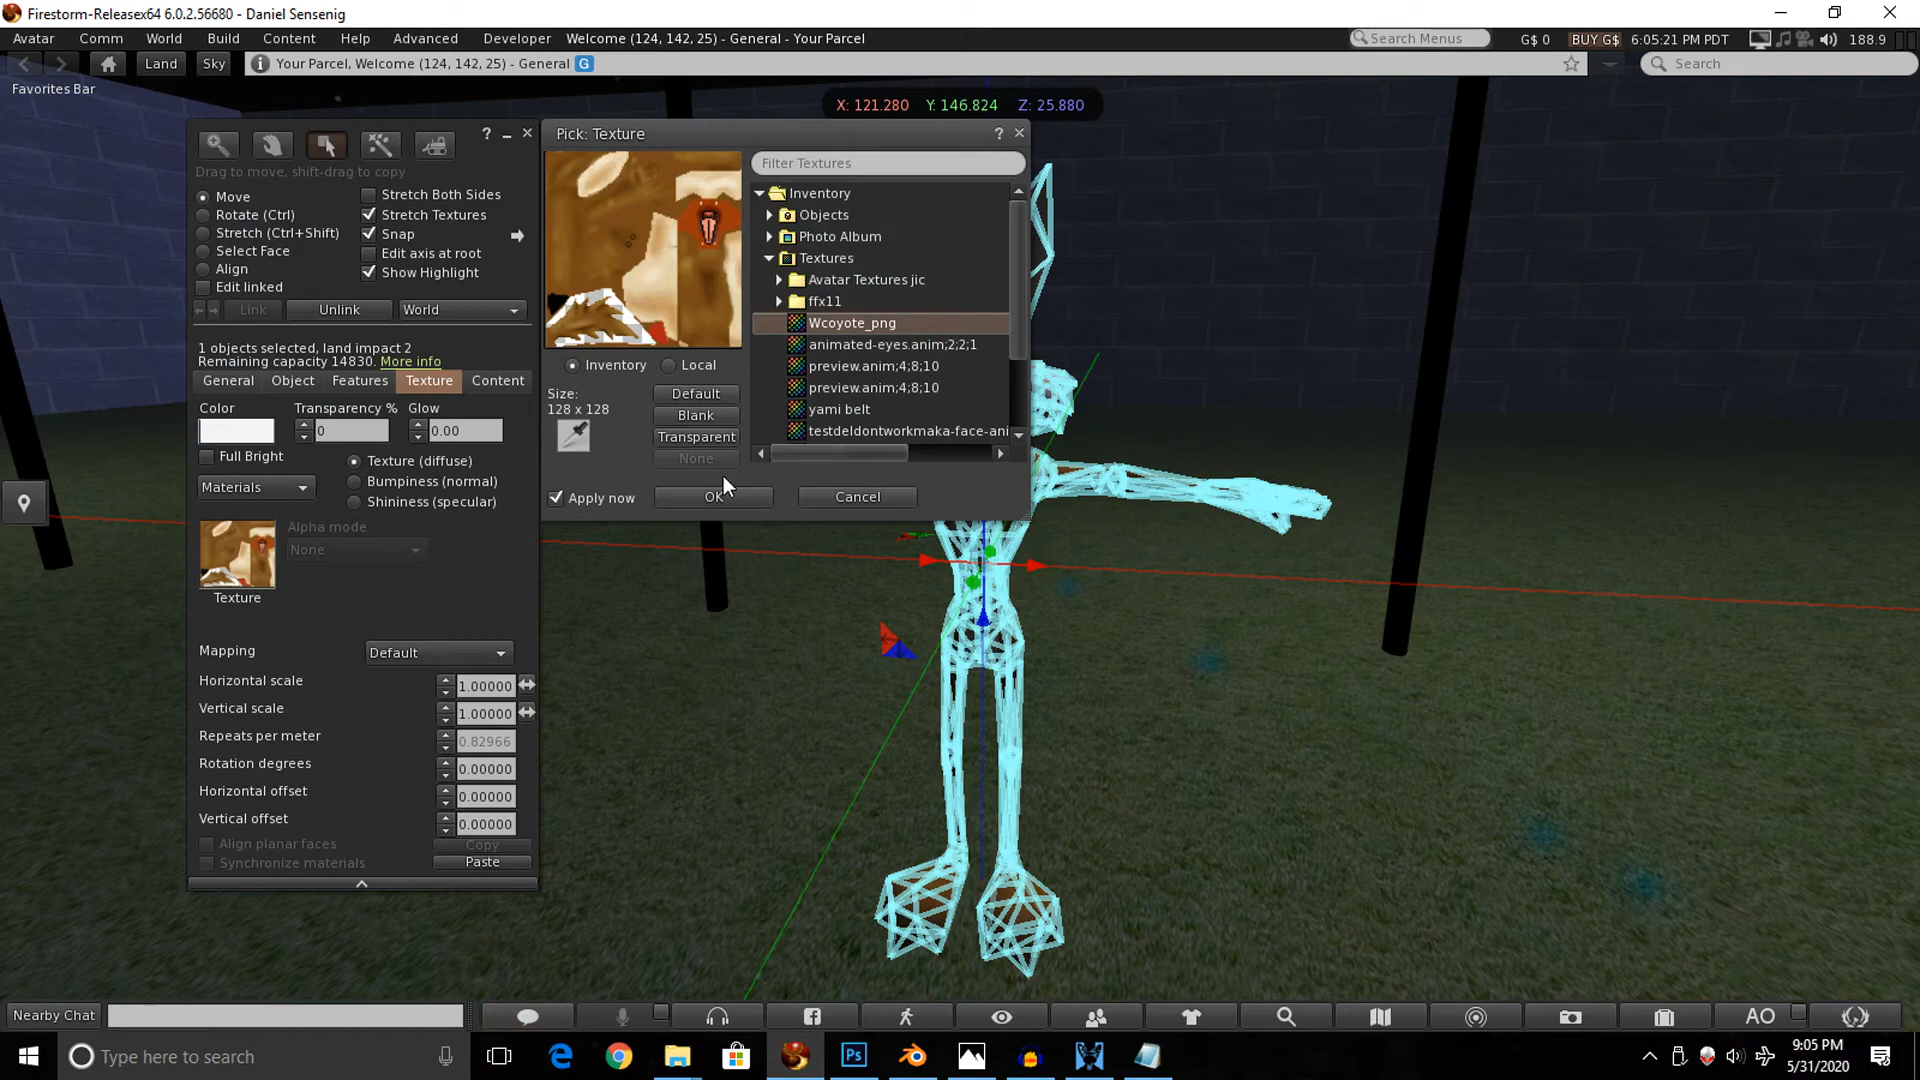 Firestorm-Releasex64 6.0.2.56680 - Daniel Sensenig
Avatar Comm World Build Content Help Advanced Developer Welcome (124, 142, 25) - General - Your Parcel Search Menus G$ 0 BUY G$ 6:05:21 PM PDT 188.9
Land Sky Your Parcel, Welcome (124, 142, 25) - General G Search
Favorites Bar
X: 121.280 Y: 146.824 Z: 25.880
?
Drag to move, shift-drag to copy
Move
Rotate (Ctrl)
Stretch (Ctrl+Shift)
Select Face
Align
Edit linked
Stretch Both Sides
Stretch Textures
Snap
Edit axis at root
Show Highlight
Link Unlink World
1 objects selected, land impact 2
Remaining capacity 14830. More info
General Object Features Texture Content
Color Transparency % Glow
0 0.00
Full Bright
Materials
Texture (diffuse)
Bumpiness (normal)
Shininess (specular)
Alpha mode
None
Texture
Mapping Default
Horizontal scale 1.00000
Vertical scale 1.00000
Repeats per meter 0.82966
Rotation degrees 0.00000
Horizontal offset 0.00000
Vertical offset 0.00000
Align planar faces Copy
Synchronize materials Paste
Pick: Texture ?
Filter Textures
Inventory
Objects
Photo Album
Textures
Avatar Textures jic
ffx11
Wcoyote_png
animated-eyes.anim;2;2;1
preview.anim;4;8;10
preview.anim;4;8;10
yami belt
testdeldontworkmaka-face-ani
Inventory Local
Size:
128 x 128
Default
Blank
Transparent
None
Apply now OK Cancel
Nearby Chat AO
Type here to search
Ps
9:05 PM
5/31/2020